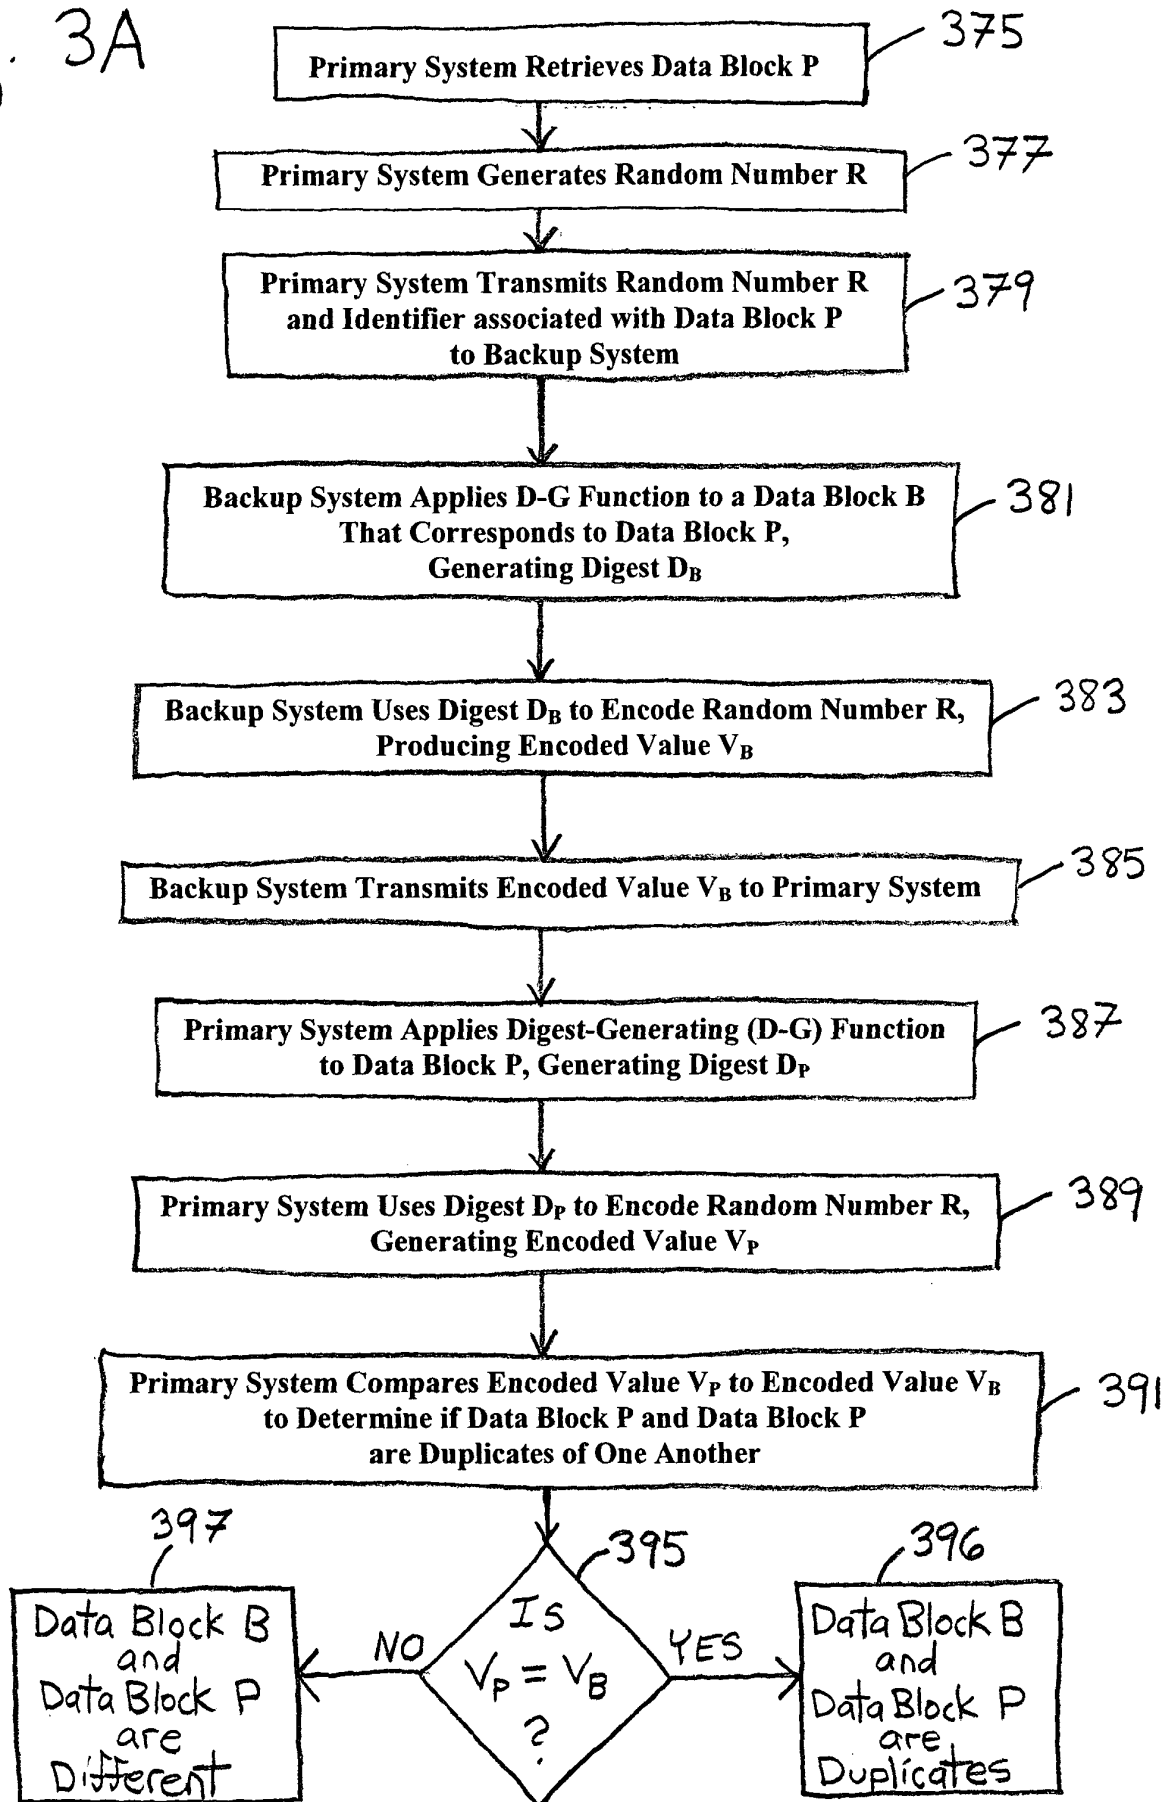 3A
375
Primary System Retrieves Data Block P
377
Primary System Generates Random Number R
Primary System Transmits Random Number R
379
and Identifier associated with Data Block P
to Backup System
381
Backup System Applies D-G Function to a Data Block B
That Corresponds to Data Block P,
Generating Digest DB
383
Backup System Uses Digest DB to Encode Random Number R,
Producing Encoded Value VB
385
Backup System Transmits Encoded Value VB to Primary System
387
Primary System Applies Digest-Generating (D-G) Function
to Data Block P, Generating Digest DP
389
Primary System Uses Digest DP to Encode Random Number R,
Generating Encoded Value VP
Primary System Compares Encoded Value VP to Encoded Value VB
391
to Determine if Data Block P and Data Block P
are Duplicates of One Another
397
Data Block B
and
Data Block P
are
Different
NO
395
Is
VP = VB
?
YES
396
Data Block B
and
Data Block P
are
Duplicates